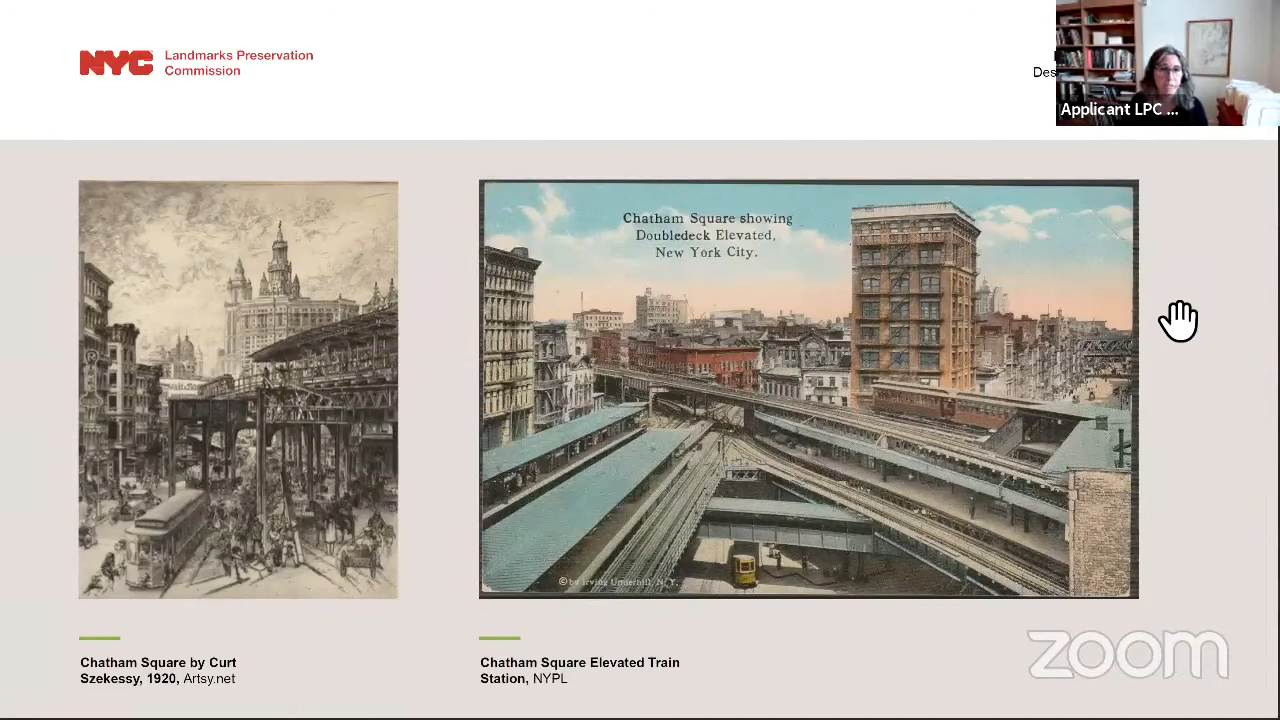 NYC
Landmarks Preservation
Commission
Des
Applicant LPC ...
Chatham Square showing
Doubledeck Elevated,
New York City.
© by Irving Underhill, N.Y.
Chatham Square by Curt
Szekessy, 1920, Artsy.net
Chatham Square Elevated Train
Station, NYPL
zoom